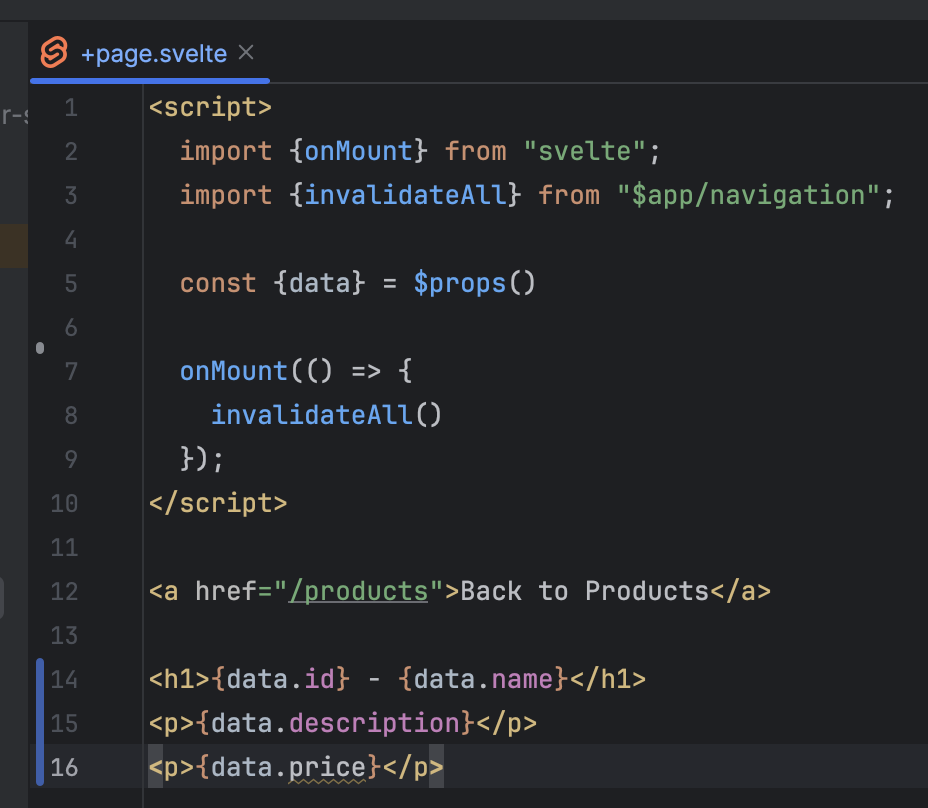 +page.svelte
r-s
1 <script>
2 import {onMount} from "svelte";
3 import {invalidateAll} from "$app/navigation";
4
5 const {data} = $props()
6
7 onMount(() => {
8 invalidateAll()
9 });
10 </script>
11
12 <a href="/products">Back to Products</a>
13
14 <h1>{data.id} - {data.name}</h1>
15 <p>{data.description}</p>
16 <p>{data.price}</p>